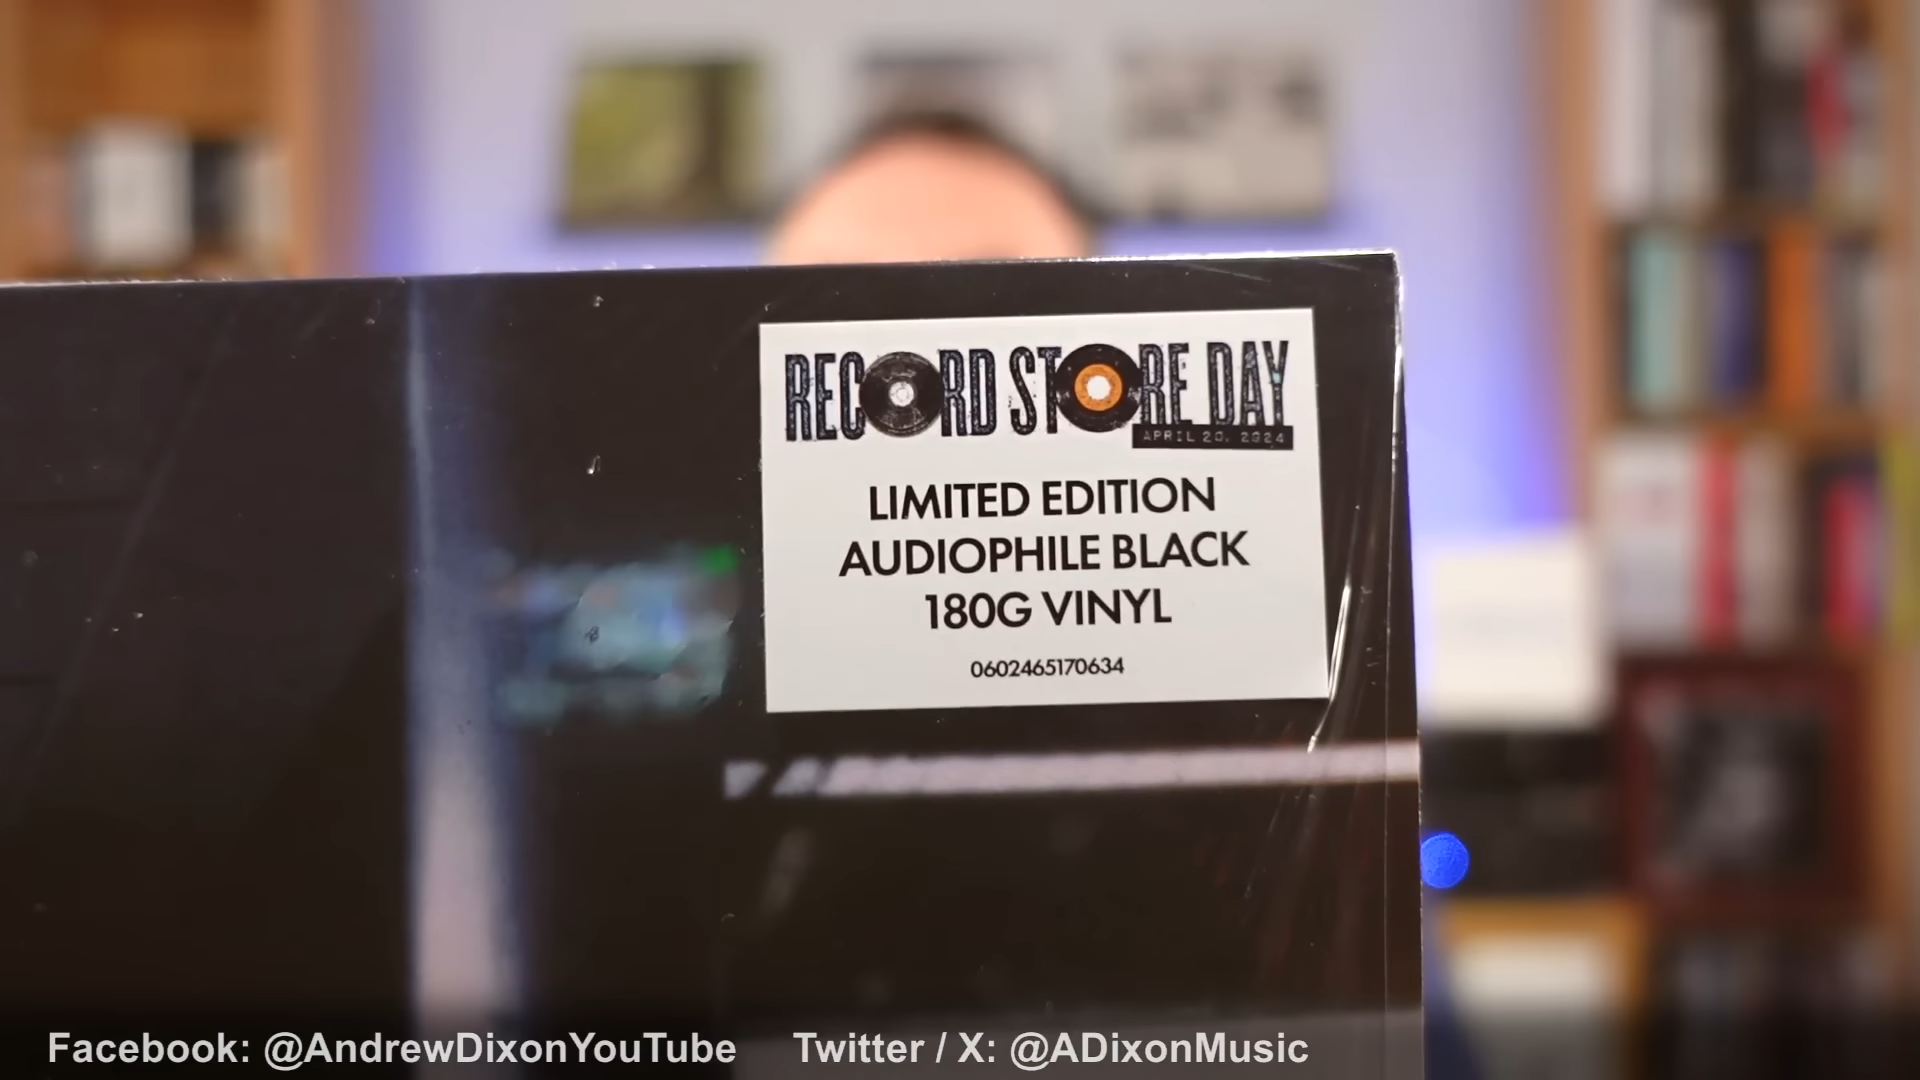 RECORD STORE DAY
APRIL 20, 2024
LIMITED EDITION
AUDIOPHILE BLACK
180G VINYL
0602465170634
Facebook: @AndrewDixonYouTube Twitter / X: @ADixonMusic